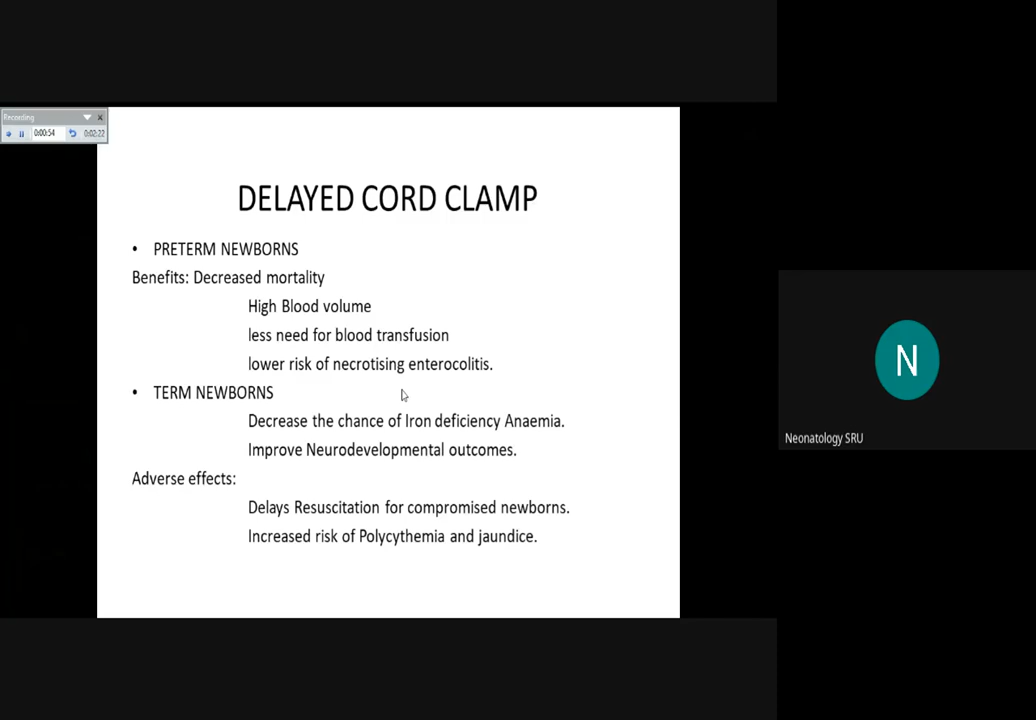 Recording
0:00:54
0:02:22
DELAYED CORD CLAMP
• PRETERM NEWBORNS
Benefits: Decreased mortality
High Blood volume
less need for blood transfusion
lower risk of necrotising enterocolitis.
• TERM NEWBORNS
Decrease the chance of Iron deficiency Anaemia.
Improve Neurodevelopmental outcomes.
Adverse effects:
Delays Resuscitation for compromised newborns.
Increased risk of Polycythemia and jaundice.
N
Neonatology SRU